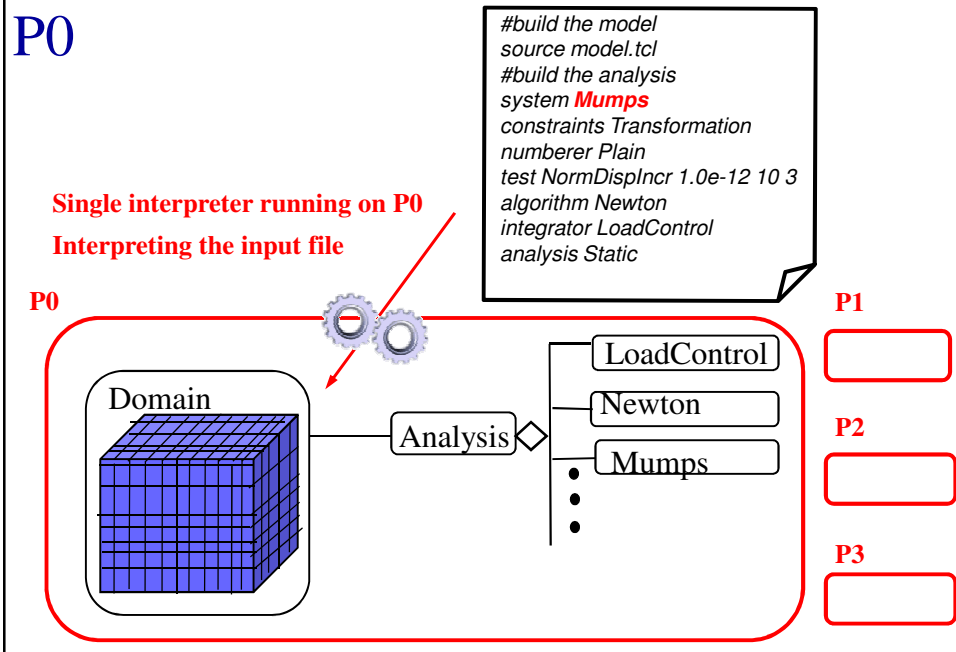 P0
#build the model
source model.tcl
#build the analysis
system Mumps
constraints Transformation
numberer Plain
test NormDispIncr 1.0e-12 10 3
algorithm Newton
integrator LoadControl
analysis Static
Single interpreter running on P0
Interpreting the input file
P0
P1
LoadControl
Domain
Newton
Analysis
P2
Mumps
P3